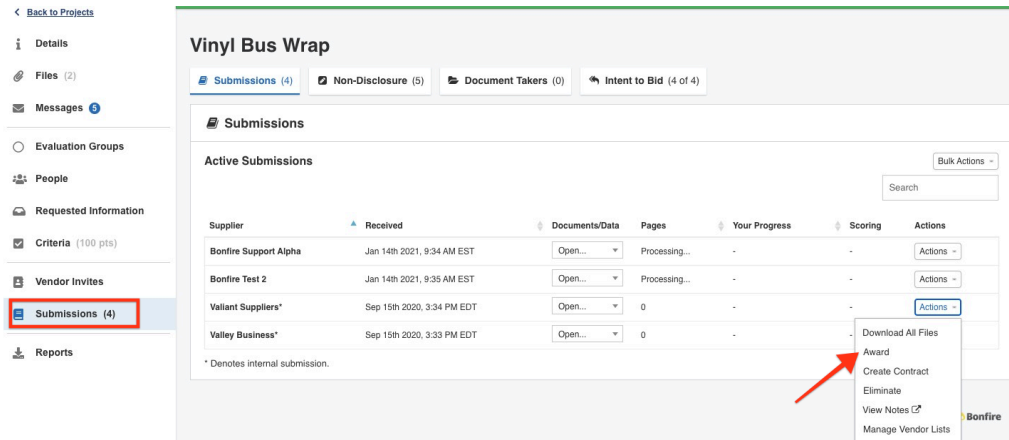 Back to Projects
Details
Files (2)
Messages 5
Evaluation Groups
People
Requested Information
Criteria (100 pts)
Vendor Invites
Submissions (4)
Reports
Vinyl Bus Wrap
Submissions (4) Non-Disclosure (5) Document Takers (0) Intent to Bid (4 of 4)
Submissions
Active Submissions
Bulk Actions
Search
Supplier Received Documents/Data Pages Your Progress Scoring Actions
Bonfire Support Alpha Jan 14th 2021, 9:34 AM EST Open... Processing... - - Actions
Bonfire Test 2 Jan 14th 2021, 9:35 AM EST Open... Processing... - - Actions
Valiant Suppliers* Sep 15th 2020, 3:34 PM EDT Open... 0 - - Actions
Valley Business* Sep 15th 2020, 3:33 PM EDT Open... 0 - -
* Denotes internal submission.
Download All Files
Award
Create Contract
Eliminate
View Notes
Manage Vendor Lists
Bonfire